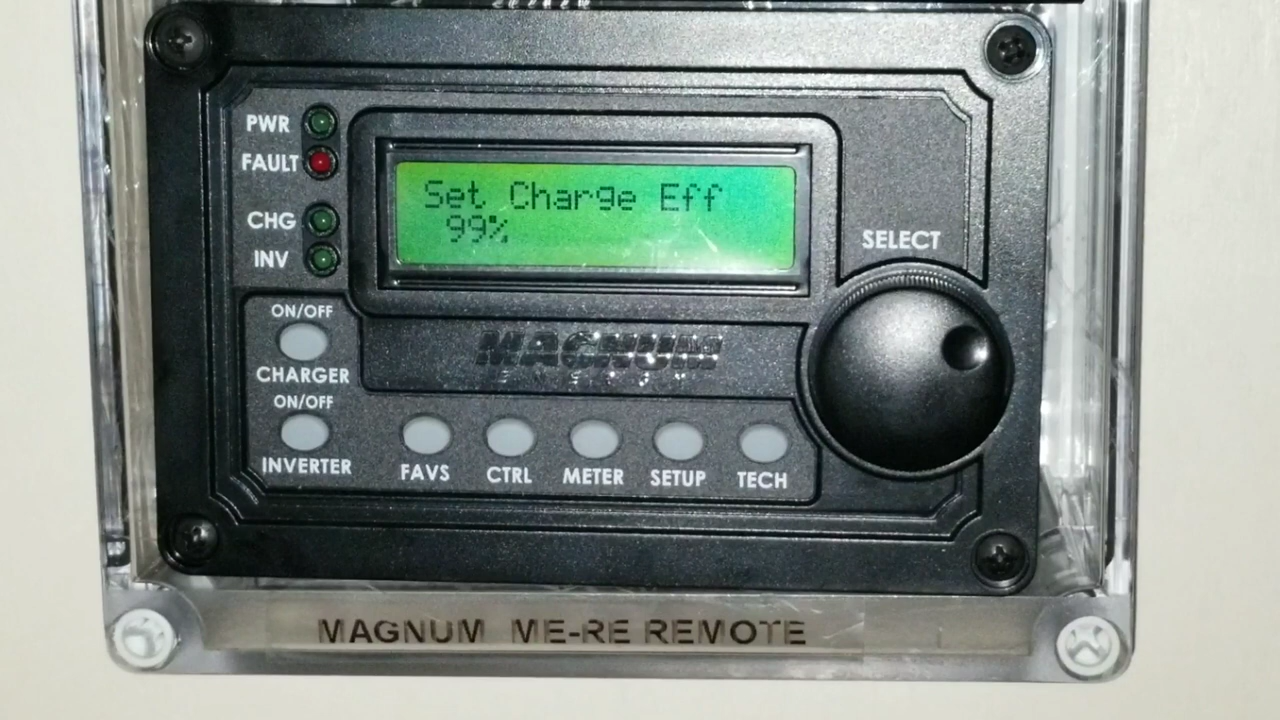 PWR
FAULT
CHG
INV
Set Charge Eff
99%
SELECT
ON/OFF
CHARGER
ON/OFF
INVERTER
MAGNUM
FAVS
CTRL
METER
SETUP
TECH
MAGNUM ME-RE REMOTE